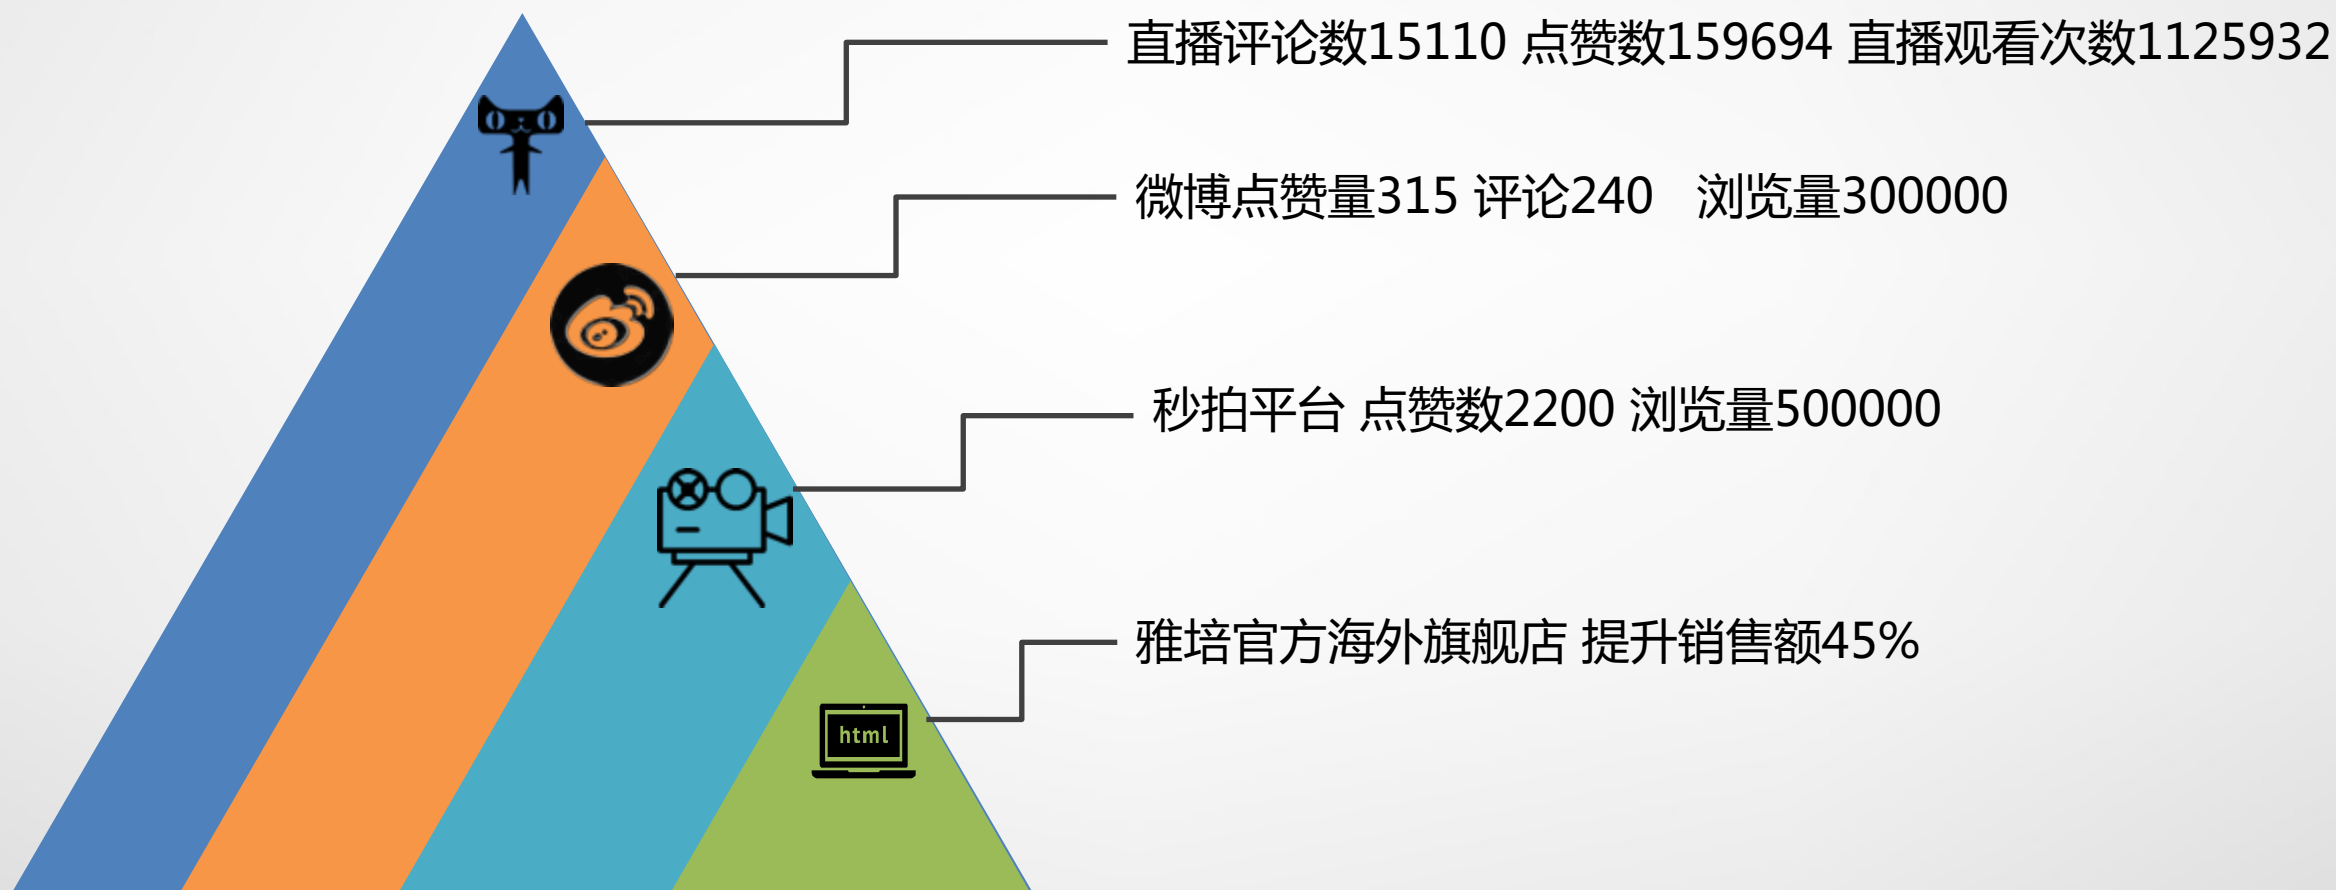 直播评论数15110 点赞数159694 直播观看次数1125932
微博点赞量315 评论240 浏览量300000
秒拍平台 点赞数2200 浏览量500000
雅培官方海外旗舰店 提升销售额45%
html